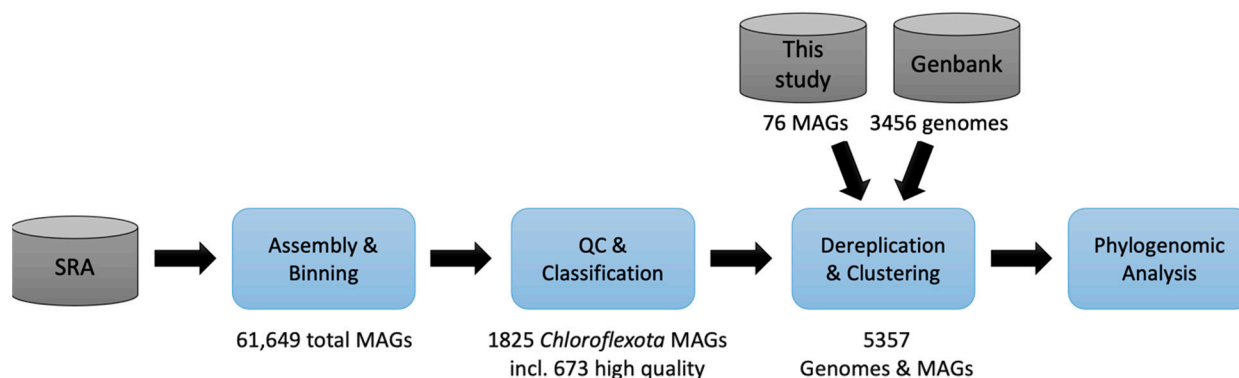 This
study
Genbank
76 MAGs
3456 genomes
SRA
Assembly &
Binning
QC &
Classification
Dereplication
& Clustering
Phylogenomic
Analysis
61,649 total MAGs
1825 Chloroflexota MAGs
incl. 673 high quality
5357
Genomes & MAGs